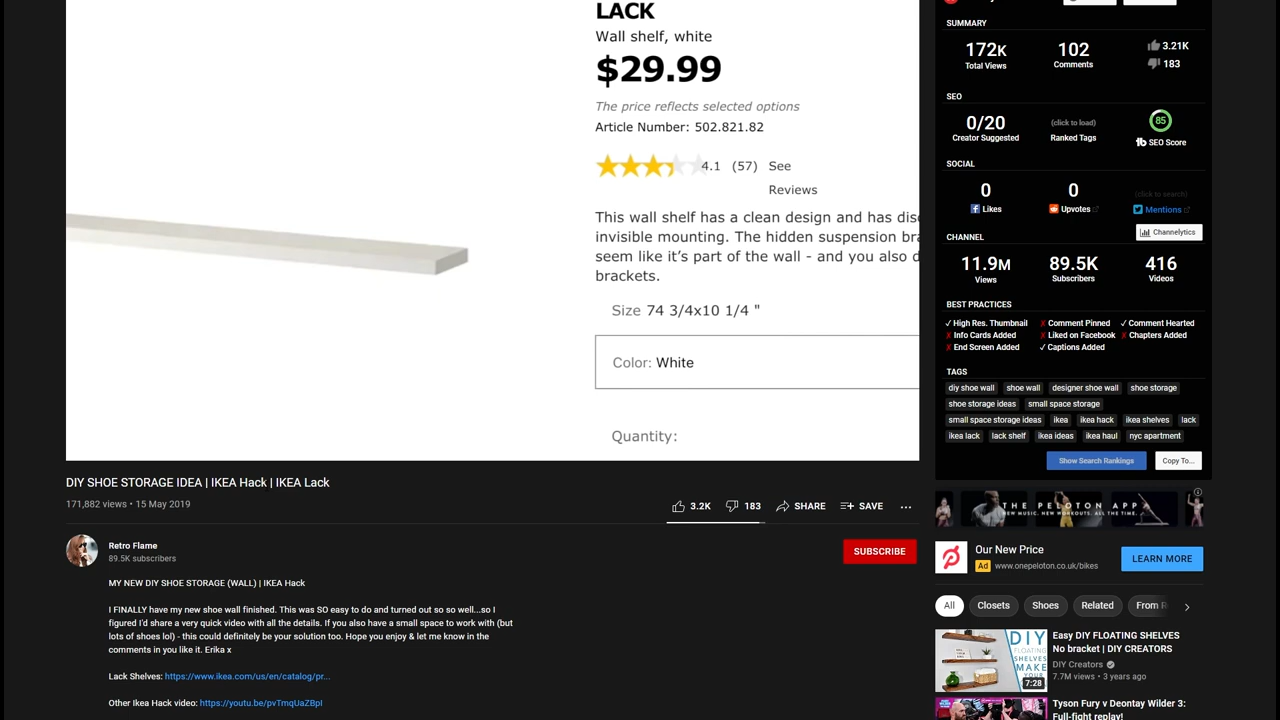 LACK
Wall shelf, white
$29.99
The price reflects selected options
Article Number: 502.821.82
4.1 (57) See
Reviews
This wall shelf has a clean design and has
invisible mounting. The hidden suspension
seem like it's part of the wall - and you also
brackets.
Size 74 3/4x10 1/4 "
Color: White
Quantity:
DIY SHOE STORAGE IDEA | IKEA Hack | IKEA Lack
171,882 views • 15 May 2019
3.2K 183 SHARE SAVE
Retro Flame
89.5K subscribers
SUBSCRIBE
MY NEW DIY SHOE STORAGE (WALL) | IKEA Hack
I FINALLY have my new shoe wall finished. This was SO easy to do and turned out so so well...so I
figured I'd share a very quick video with all the details. If you also have a small space to work with (but
lots of shoes lol) - this could definitely be your solution too. Hope you enjoy & let me know in the
comments in you like it. Erika x
Lack Shelves: https://www.ikea.com/us/en/catalog/pr...
Other Ikea Hack video: https://youtu.be/pvTmqUaZBpI
SUMMARY
172K 102 3.21K
Total Views Comments 183
SEO
0/20 (click to load) 85
Creator Suggested Ranked Tags tb SEO Score
SOCIAL
0 0 (click to search)
Likes Upvotes Mentions
CHANNEL
Channelytics
11.9M 89.5K 416
Views Subscribers Videos
BEST PRACTICES
✓ High Res. Thumbnail ✗ Comment Pinned ✓ Comment Hearted
✗ Info Cards Added ✗ Liked on Facebook ✗ Chapters Added
✗ End Screen Added ✓ Captions Added
TAGS
diy shoe wall shoe wall designer shoe wall shoe storage
shoe storage ideas small space storage
small space storage ideas ikea ikea hack ikea shelves lack
ikea lack lack shelf ikea ideas ikea haul nyc apartment
Show Search Rankings Copy To...
THE PELOTON APP
NEW MUSIC. NEW WORKOUTS. ALL THE TIME.
Our New Price
Ad www.onepeloton.co.uk/bikes
LEARN MORE
All Closets Shoes Related From
DIY
FLOATING
SHELVES
MAKE
7:28
Easy DIY FLOATING SHELVES
No bracket | DIY CREATORS
DIY Creators
7.7M views • 3 years ago
Tyson Fury v Deontay Wilder 3:
Full-fight replay!